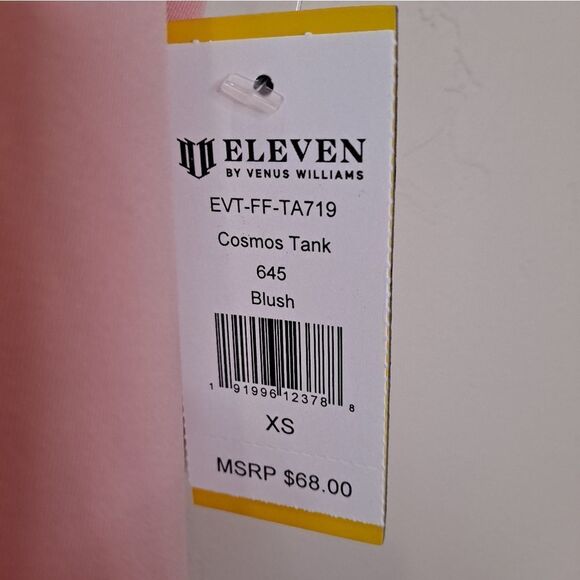 ELEVEN
BY VENUS WILLIAMS
EVT-FF-TA719
Cosmos Tank
645
Blush
1 91996 12378 8
XS
MSRP $68.00